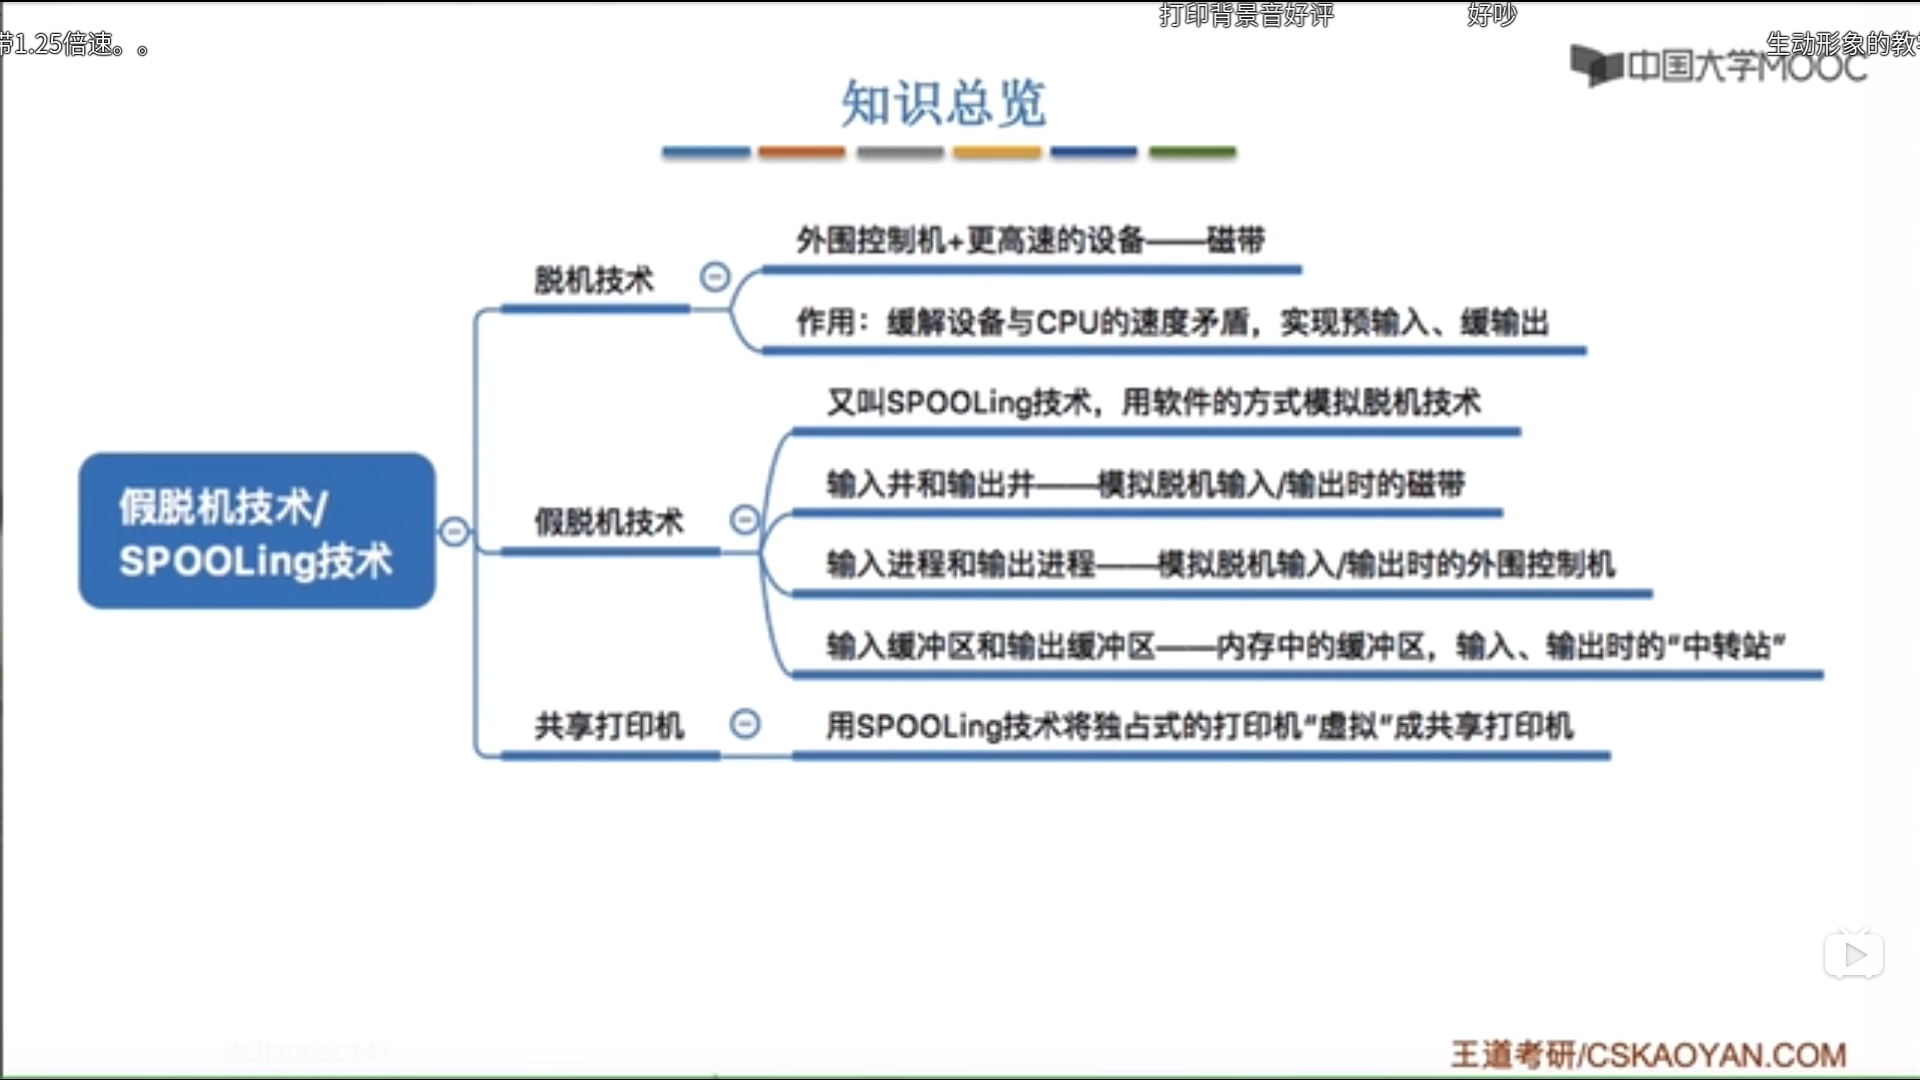 打印背景音好评
好吵
带1.25倍速。。
生动形象的教
中国大学MOOC
知识总览
外围控制机+更高速的设备——磁带
脱机技术
作用：缓解设备与CPU的速度矛盾，实现预输入、缓输出
又叫SPOOLing技术，用软件的方式模拟脱机技术
输入井和输出井——模拟脱机输入/输出时的磁带
假脱机技术/
SPOOLing技术
假脱机技术
输入进程和输出进程——模拟脱机输入/输出时的外围控制机
输入缓冲区和输出缓冲区——内存中的缓冲区，输入、输出时的“中转站”
共享打印机
用SPOOLing技术将独占式的打印机“虚拟”成共享打印机
王道考研/CSKAOYAN.COM